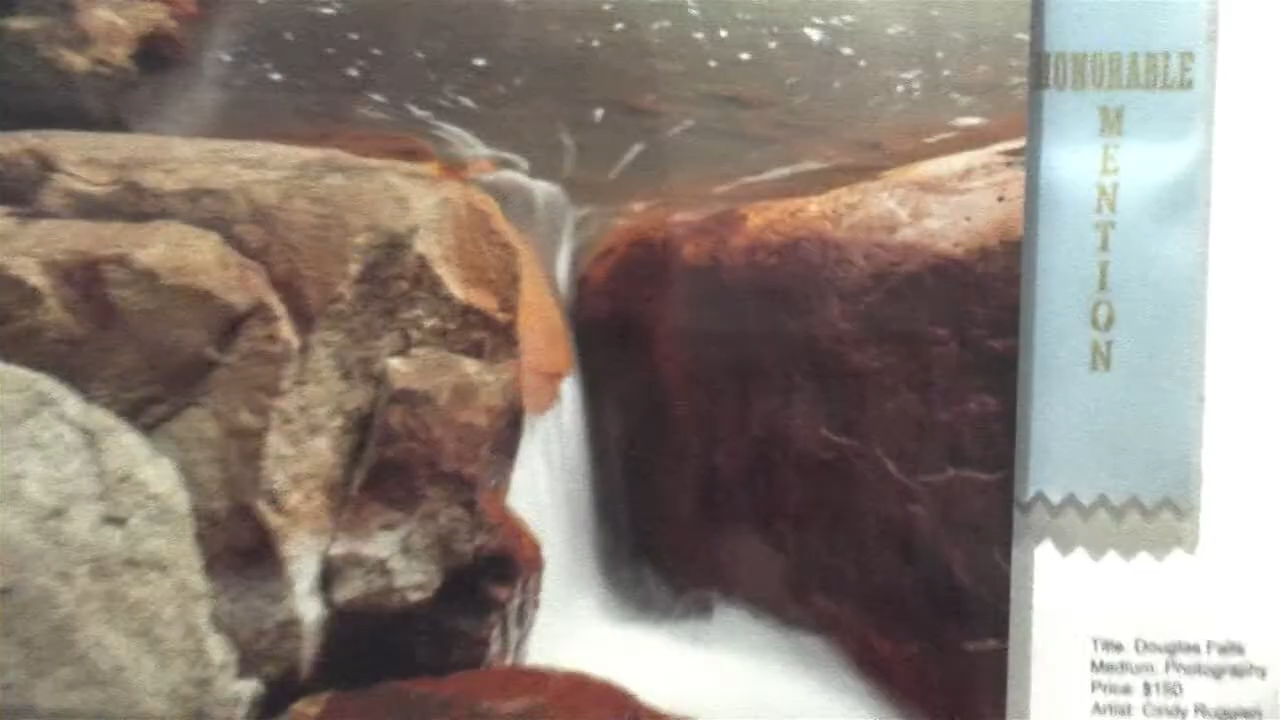 HONORABLE
MENTION
Title: Douglas Falls
Medium: Photography
Price: $150
Artist: Cindy